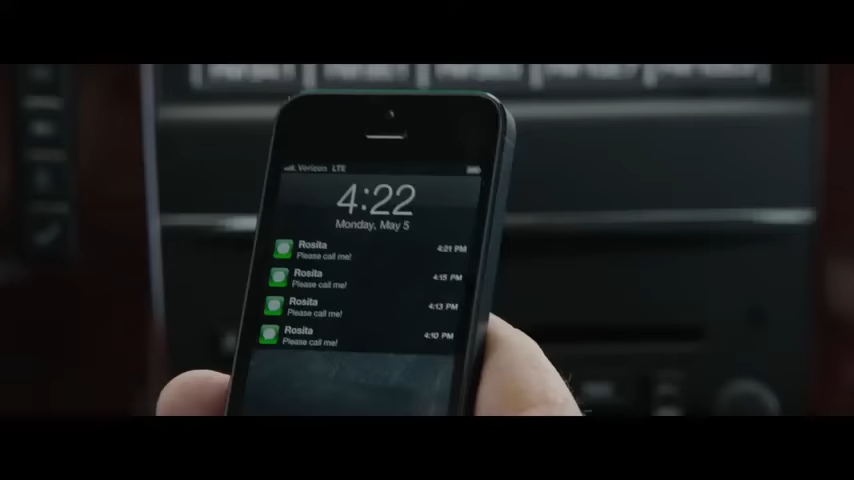 Verizon LTE
4:22
Monday, May 5
Rosita 4:21 PM
Please call me!
Rosita 4:15 PM
Please call me!
Rosita 4:13 PM
Please call me!
Rosita 4:10 PM
Please call me!